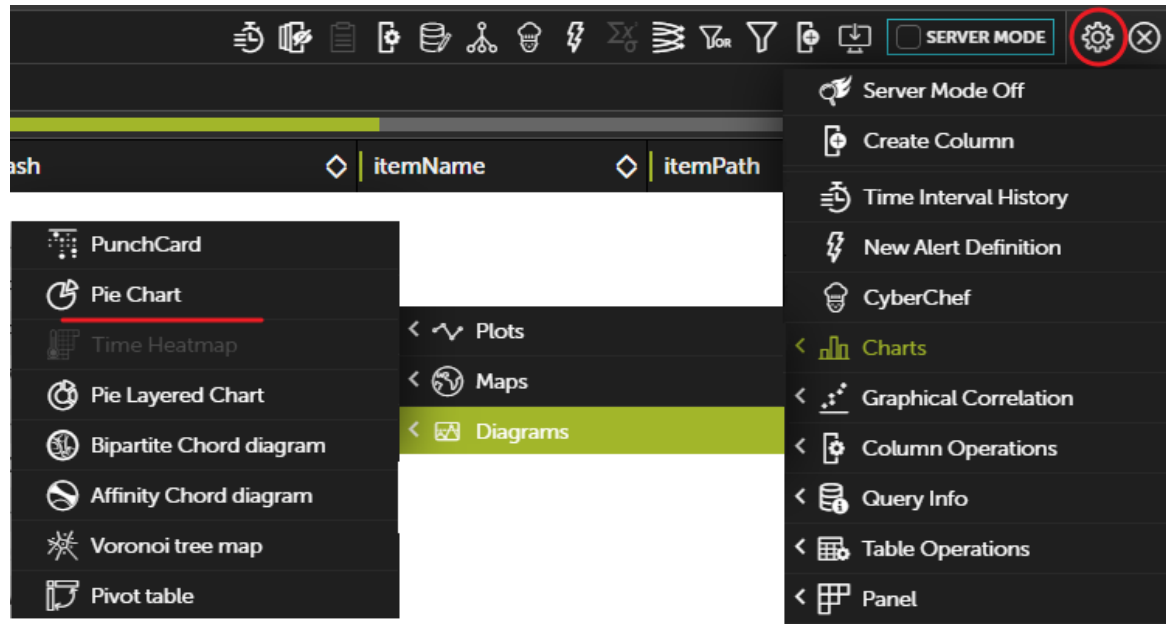 SERVER MODE
ash
itemName
itemPath
Server Mode Off
Create Column
Time Interval History
New Alert Definition
CyberChef
Charts
Graphical Correlation
Column Operations
Query Info
Table Operations
Panel
Plots
Maps
Diagrams
PunchCard
Pie Chart
Time Heatmap
Pie Layered Chart
Bipartite Chord diagram
Affinity Chord diagram
Voronoi tree map
Pivot table